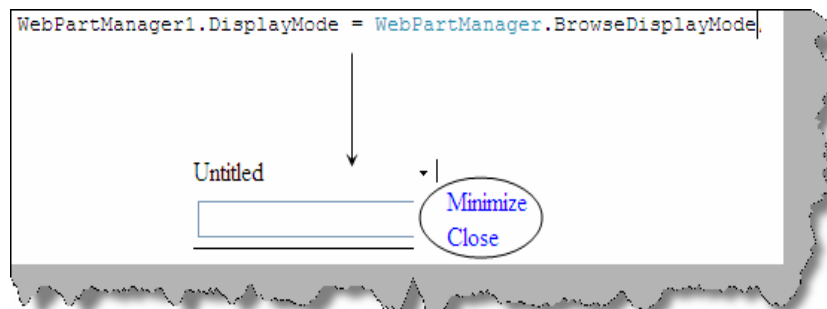 WebPartManager1.DisplayMode = WebPartManager.BrowseDisplayMode
Untitled
Minimize
Close